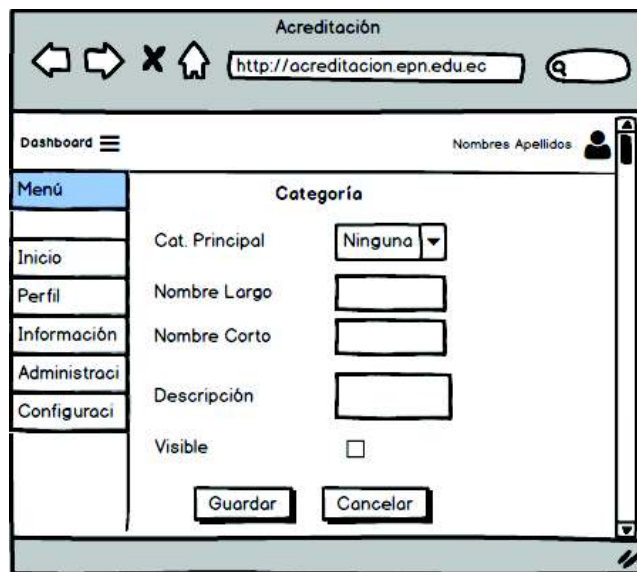 Acreditación
http://acreditacion.epn.edu.ec
Dashboard
Nombres Apellidos
Menú
Inicio
Perfil
Información
Administraci
Configuraci
Categoría
Cat. Principal
Ninguna
Nombre Largo
Nombre Corto
Descripción
Visible
Guardar
Cancelar